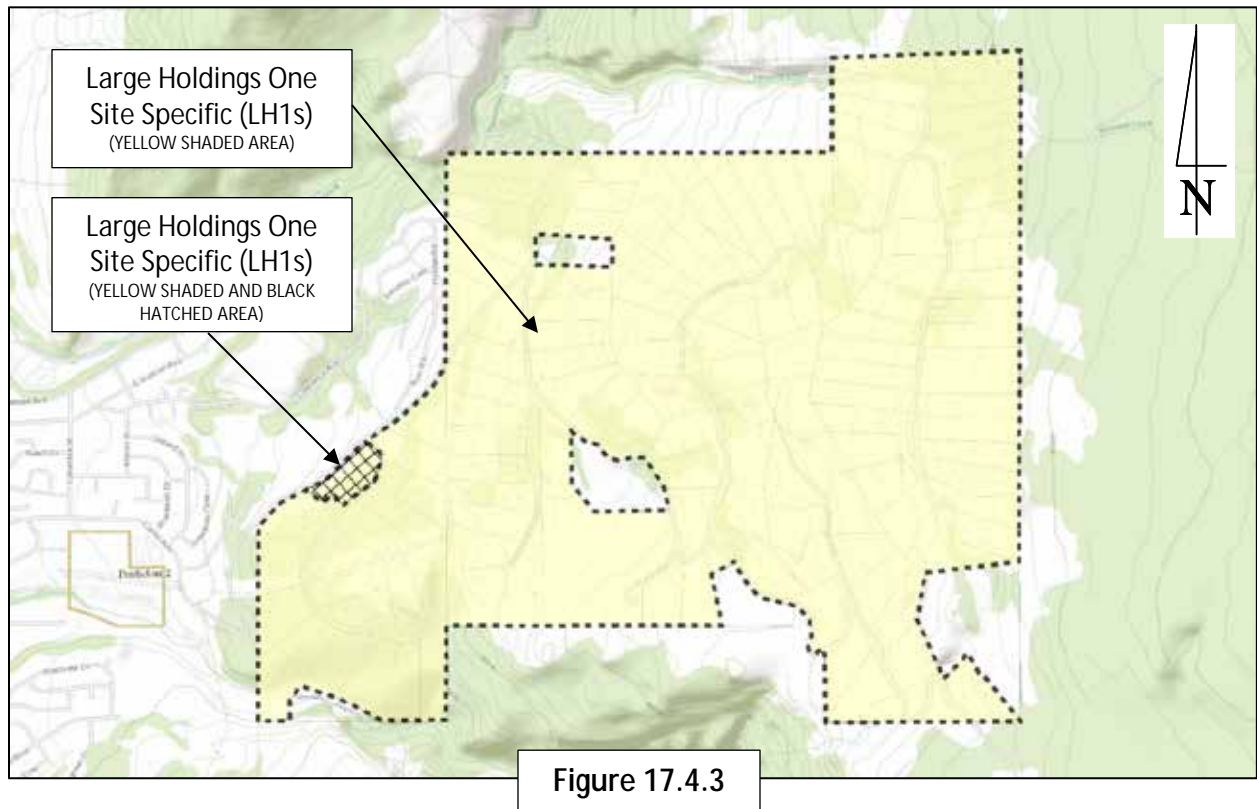 Large Holdings One
Site Specific (LH1s)
(YELLOW SHADED AREA)
Large Holdings One
Site Specific (LH1s)
(YELLOW SHADED AND BLACK
HATCHED AREA)
N
Figure 17.4.3